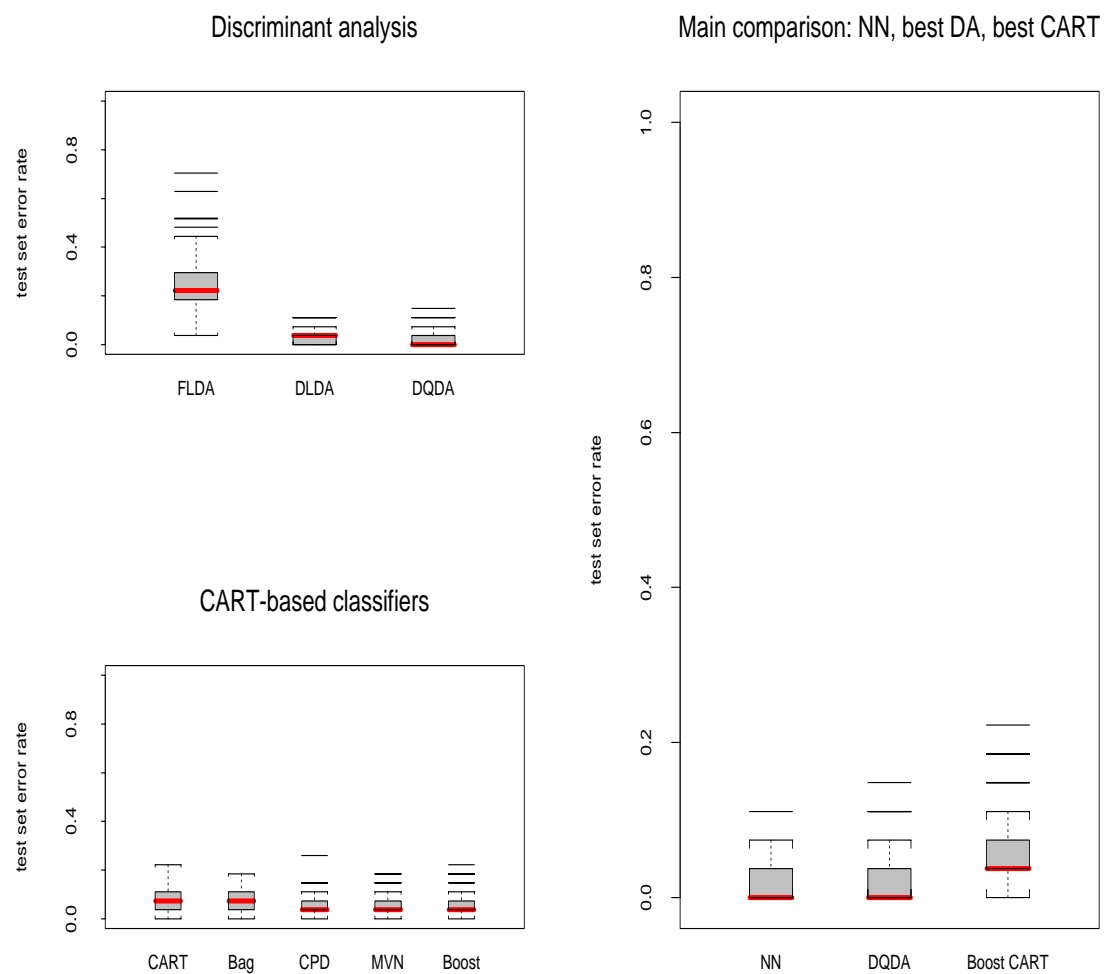 Discriminant analysis
test set error rate
0.8
0.4
0.0
FLDA DLDA DQDA
CART-based classifiers
test set error rate
0.8
0.4
0.0
CART Bag CPD MVN Boost
Main comparison: NN, best DA, best CART
test set error rate
1.0
0.8
0.6
0.4
0.2
0.0
NN DQDA Boost CART